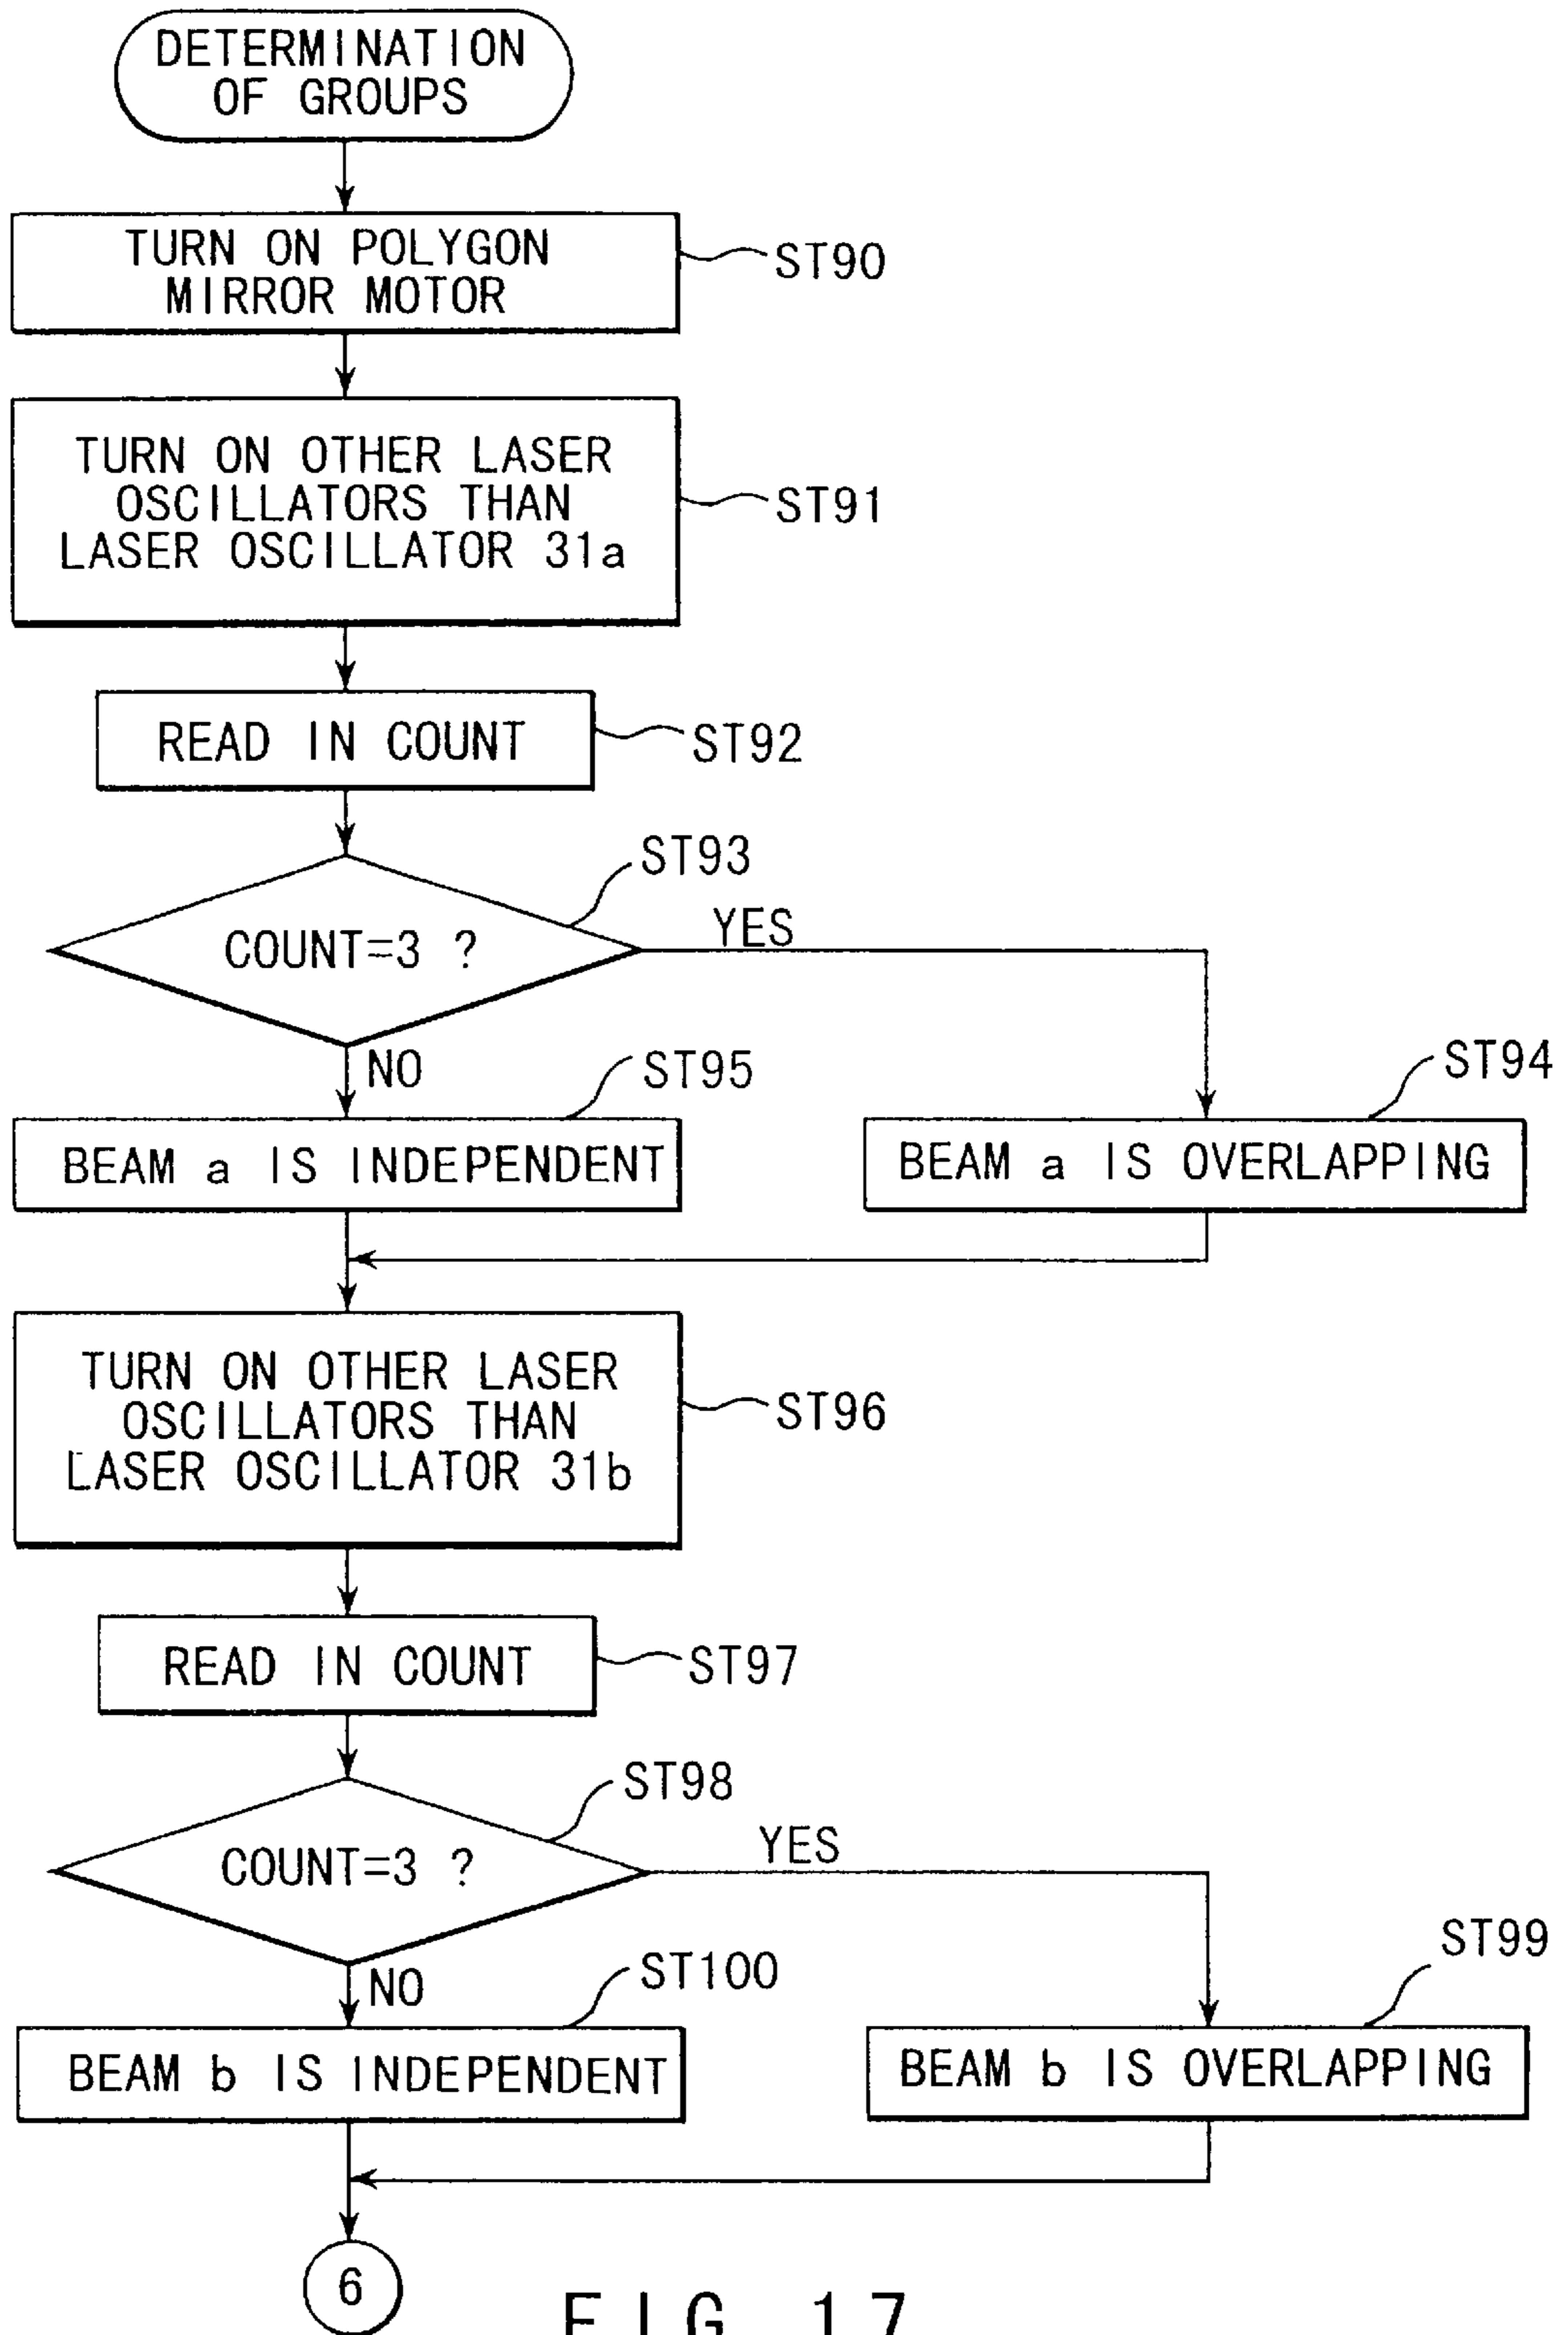 DETERMINATION
OF GROUPS
TURN ON POLYGON
MIRROR MOTOR
ST90
TURN ON OTHER LASER
OSCILLATORS THAN
LASER OSCILLATOR 31a
ST91
READ IN COUNT
ST92
ST93
COUNT=3 ?
YES
NO
ST95
ST94
BEAM a IS INDEPENDENT
BEAM a IS OVERLAPPING
TURN ON OTHER LASER
OSCILLATORS THAN
LASER OSCILLATOR 31b
ST96
READ IN COUNT
ST97
ST98
COUNT=3 ?
YES
NO
ST100
ST99
BEAM b IS INDEPENDENT
BEAM b IS OVERLAPPING
6
FIG. 17